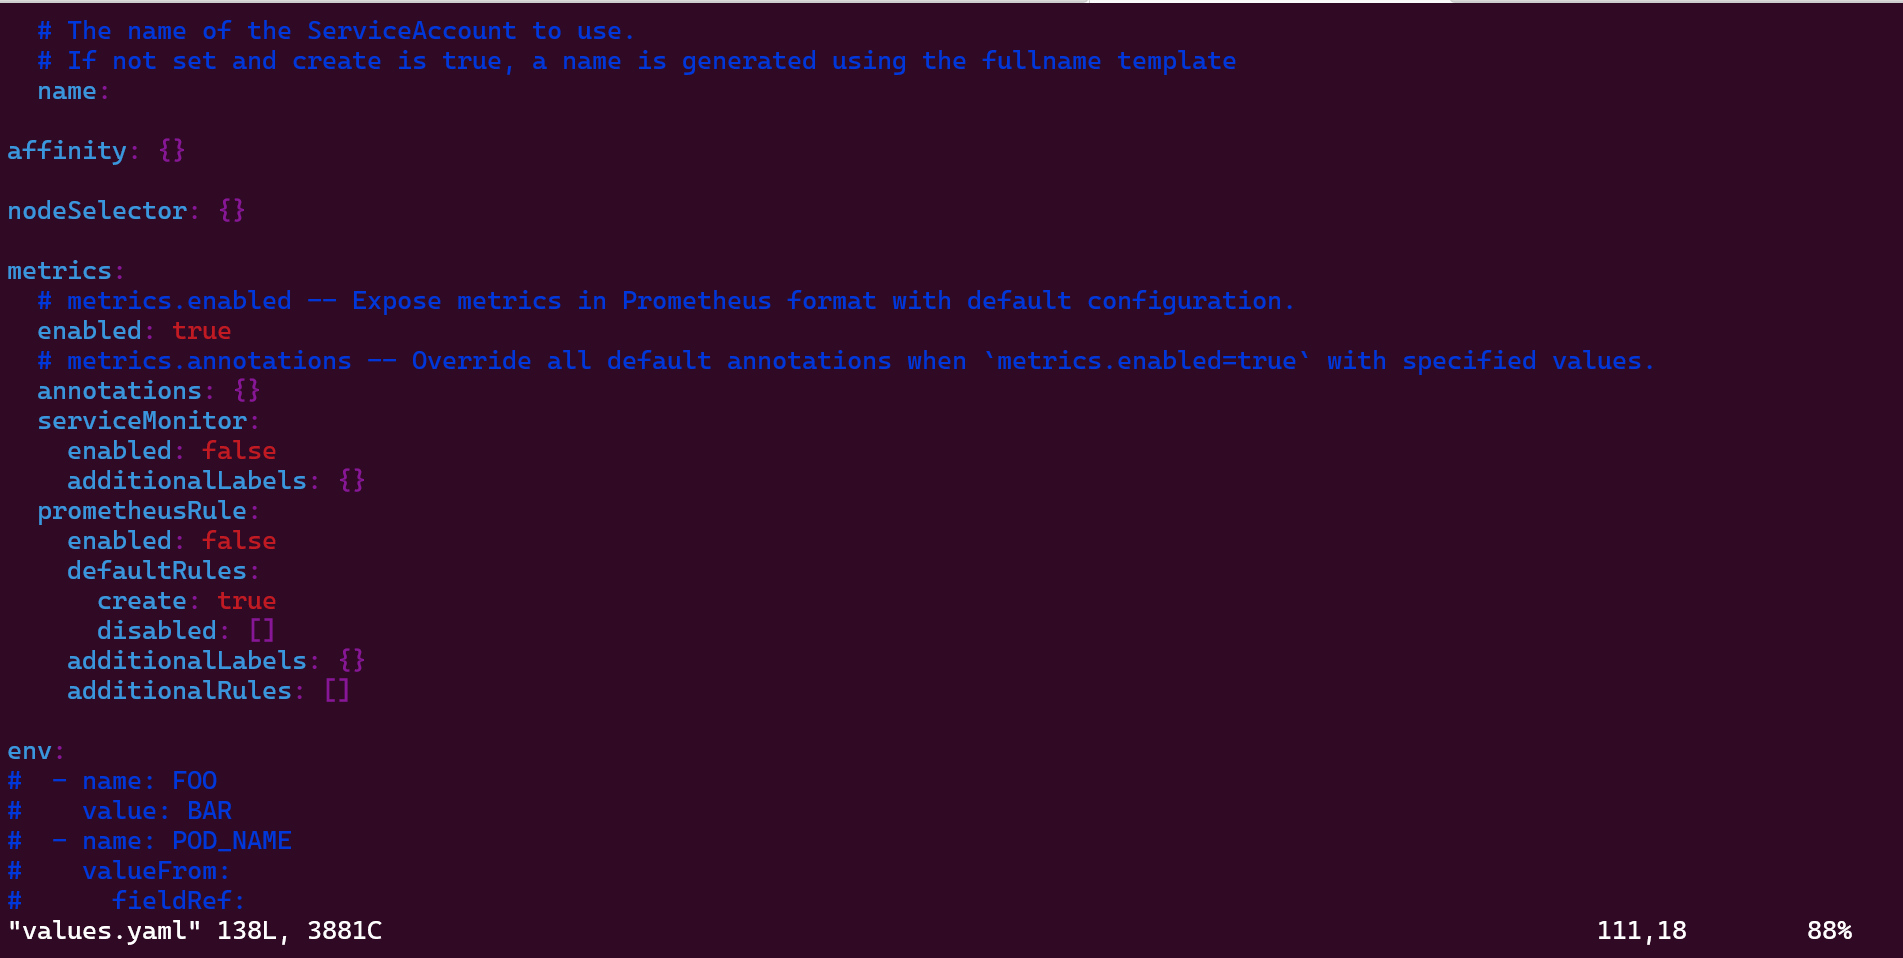 # The name of the ServiceAccount to use.
  # If not set and create is true, a name is generated using the fullname template
  name:

affinity: {}

nodeSelector: {}

metrics:
  # metrics.enabled -- Expose metrics in Prometheus format with default configuration.
  enabled: true
  # metrics.annotations -- Override all default annotations when `metrics.enabled=true` with specified values.
  annotations: {}
  serviceMonitor:
    enabled: false
    additionalLabels: {}
  prometheusRule:
    enabled: false
    defaultRules:
      create: true
      disabled: []
    additionalLabels: {}
    additionalRules: []

env:
#  - name: FOO
#    value: BAR
#  - name: POD_NAME
#    valueFrom:
#      fieldRef:
"values.yaml" 138L, 3881C 111,18 88%